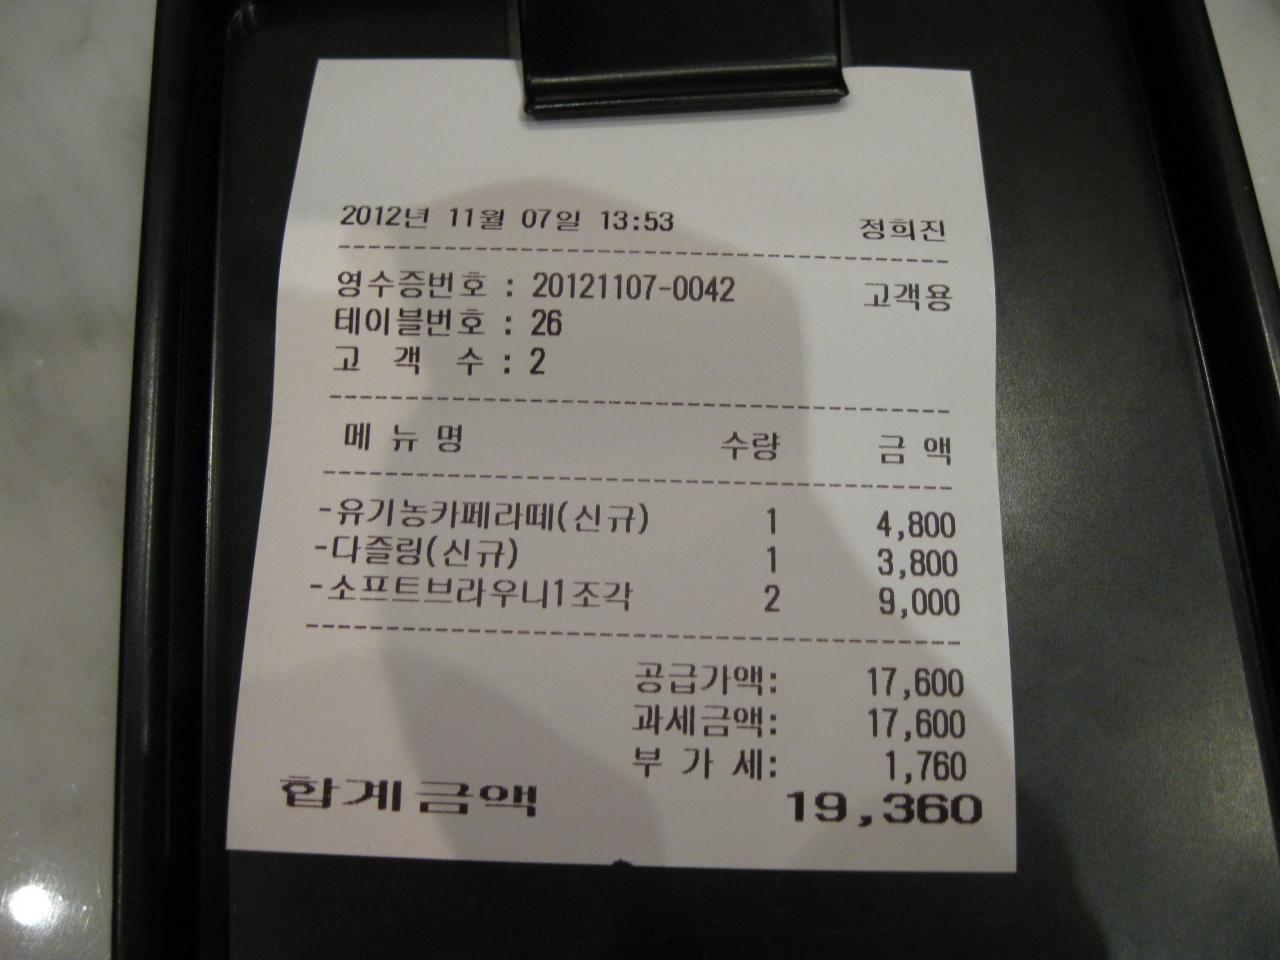 2012년 11월 07일 13:53 정희진
영수증번호 : 20121107-0042 고객용
테이블번호 : 26
고 객 수 : 2
메 뉴 명 수량 금 액
-유기농카페라떼(신규) 1 4,800
-다즐링(신규) 1 3,800
-소프트브라우니1조각 2 9,000
공급가액: 17,600
과세금액: 17,600
부 가 세: 1,760
합계금액 19,360